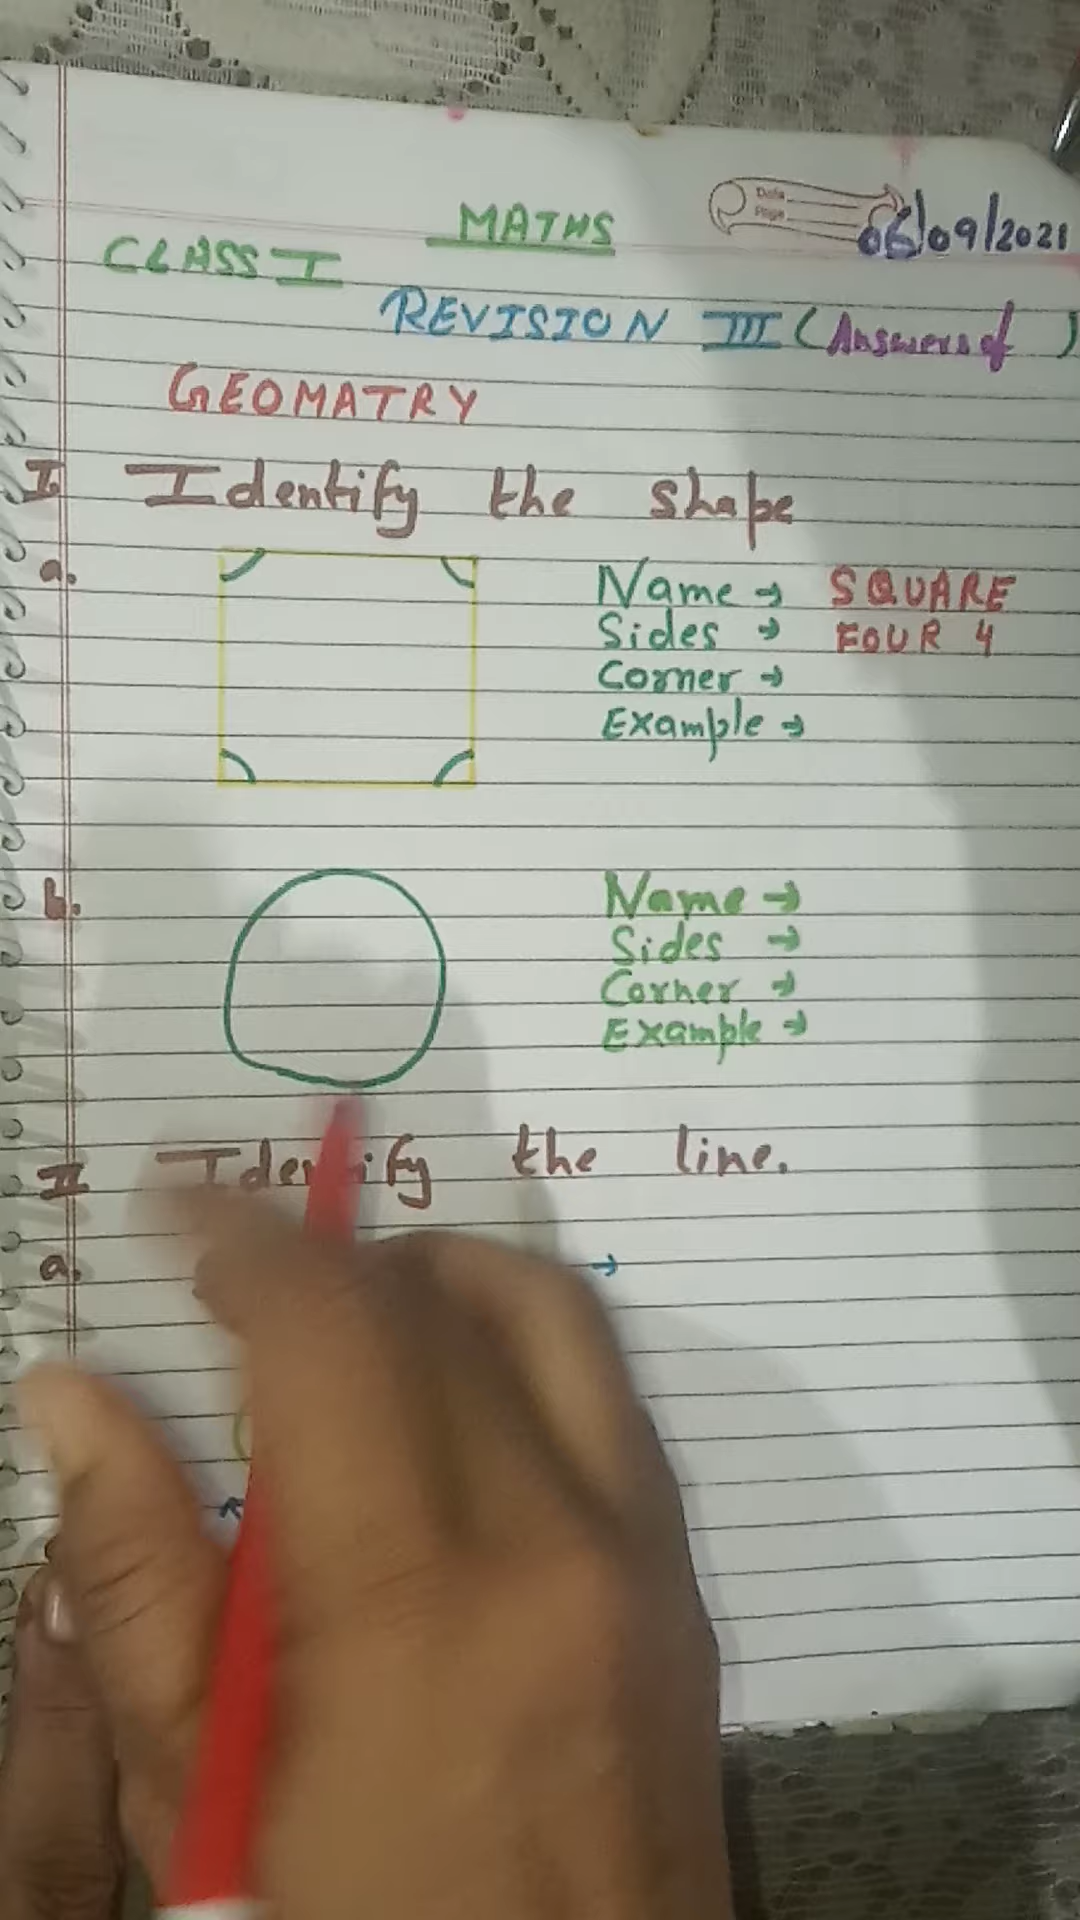 MATHS
Date
Page
06/09/2021
CLASS I
REVISION III (Answers of )
GEOMATRY
I. Identify the shape
a.
Name → SQUARE
Sides → FOUR 4
Corner →
Example →
b.
Name →
Sides →
Corner →
Example →
II Identify the line.
a.